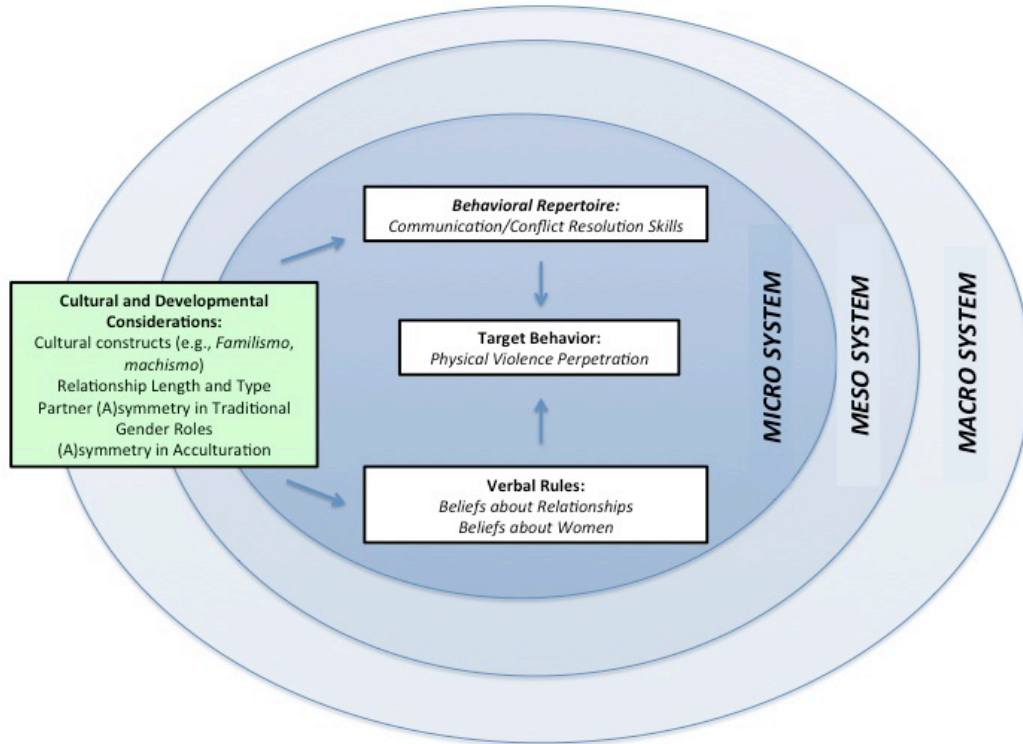 Behavioral Repertoire:
Communication/Conflict Resolution Skills
Cultural and Developmental
Considerations:
Cultural constructs (e.g., Familismo,
machismo)
Relationship Length and Type
Partner (A)symmetry in Traditional
Gender Roles
(A)symmetry in Acculturation
Target Behavior:
Physical Violence Perpetration
Verbal Rules:
Beliefs about Relationships
Beliefs about Women
MICRO SYSTEM
MESO SYSTEM
MACRO SYSTEM